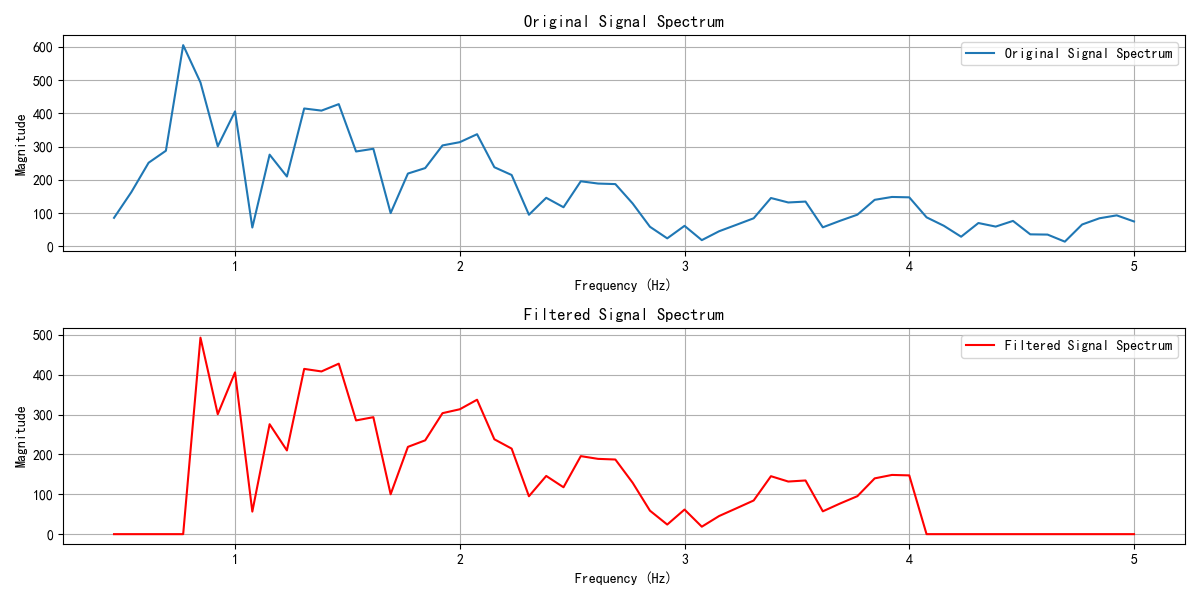 Original Signal Spectrum
Original Signal Spectrum
Magnitude
600
500
400
300
200
100
0
1 2 3 4 5
Frequency (Hz)
Filtered Signal Spectrum
Filtered Signal Spectrum
Magnitude
500
400
300
200
100
0
1 2 3 4 5
Frequency (Hz)